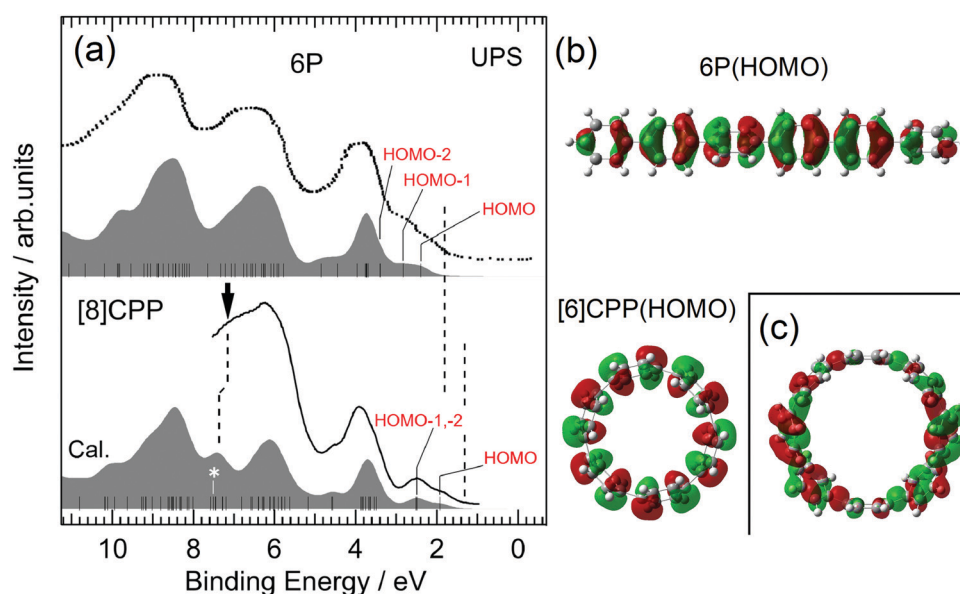 (a)
6P
UPS
HOMO-2
HOMO-1
HOMO
[8]CPP
HOMO-1,-2
HOMO
Cal.
*
10 8 6 4 2 0
Binding Energy / eV
Intensity / arb.units
(b)
6P(HOMO)
[6]CPP(HOMO)
(c)